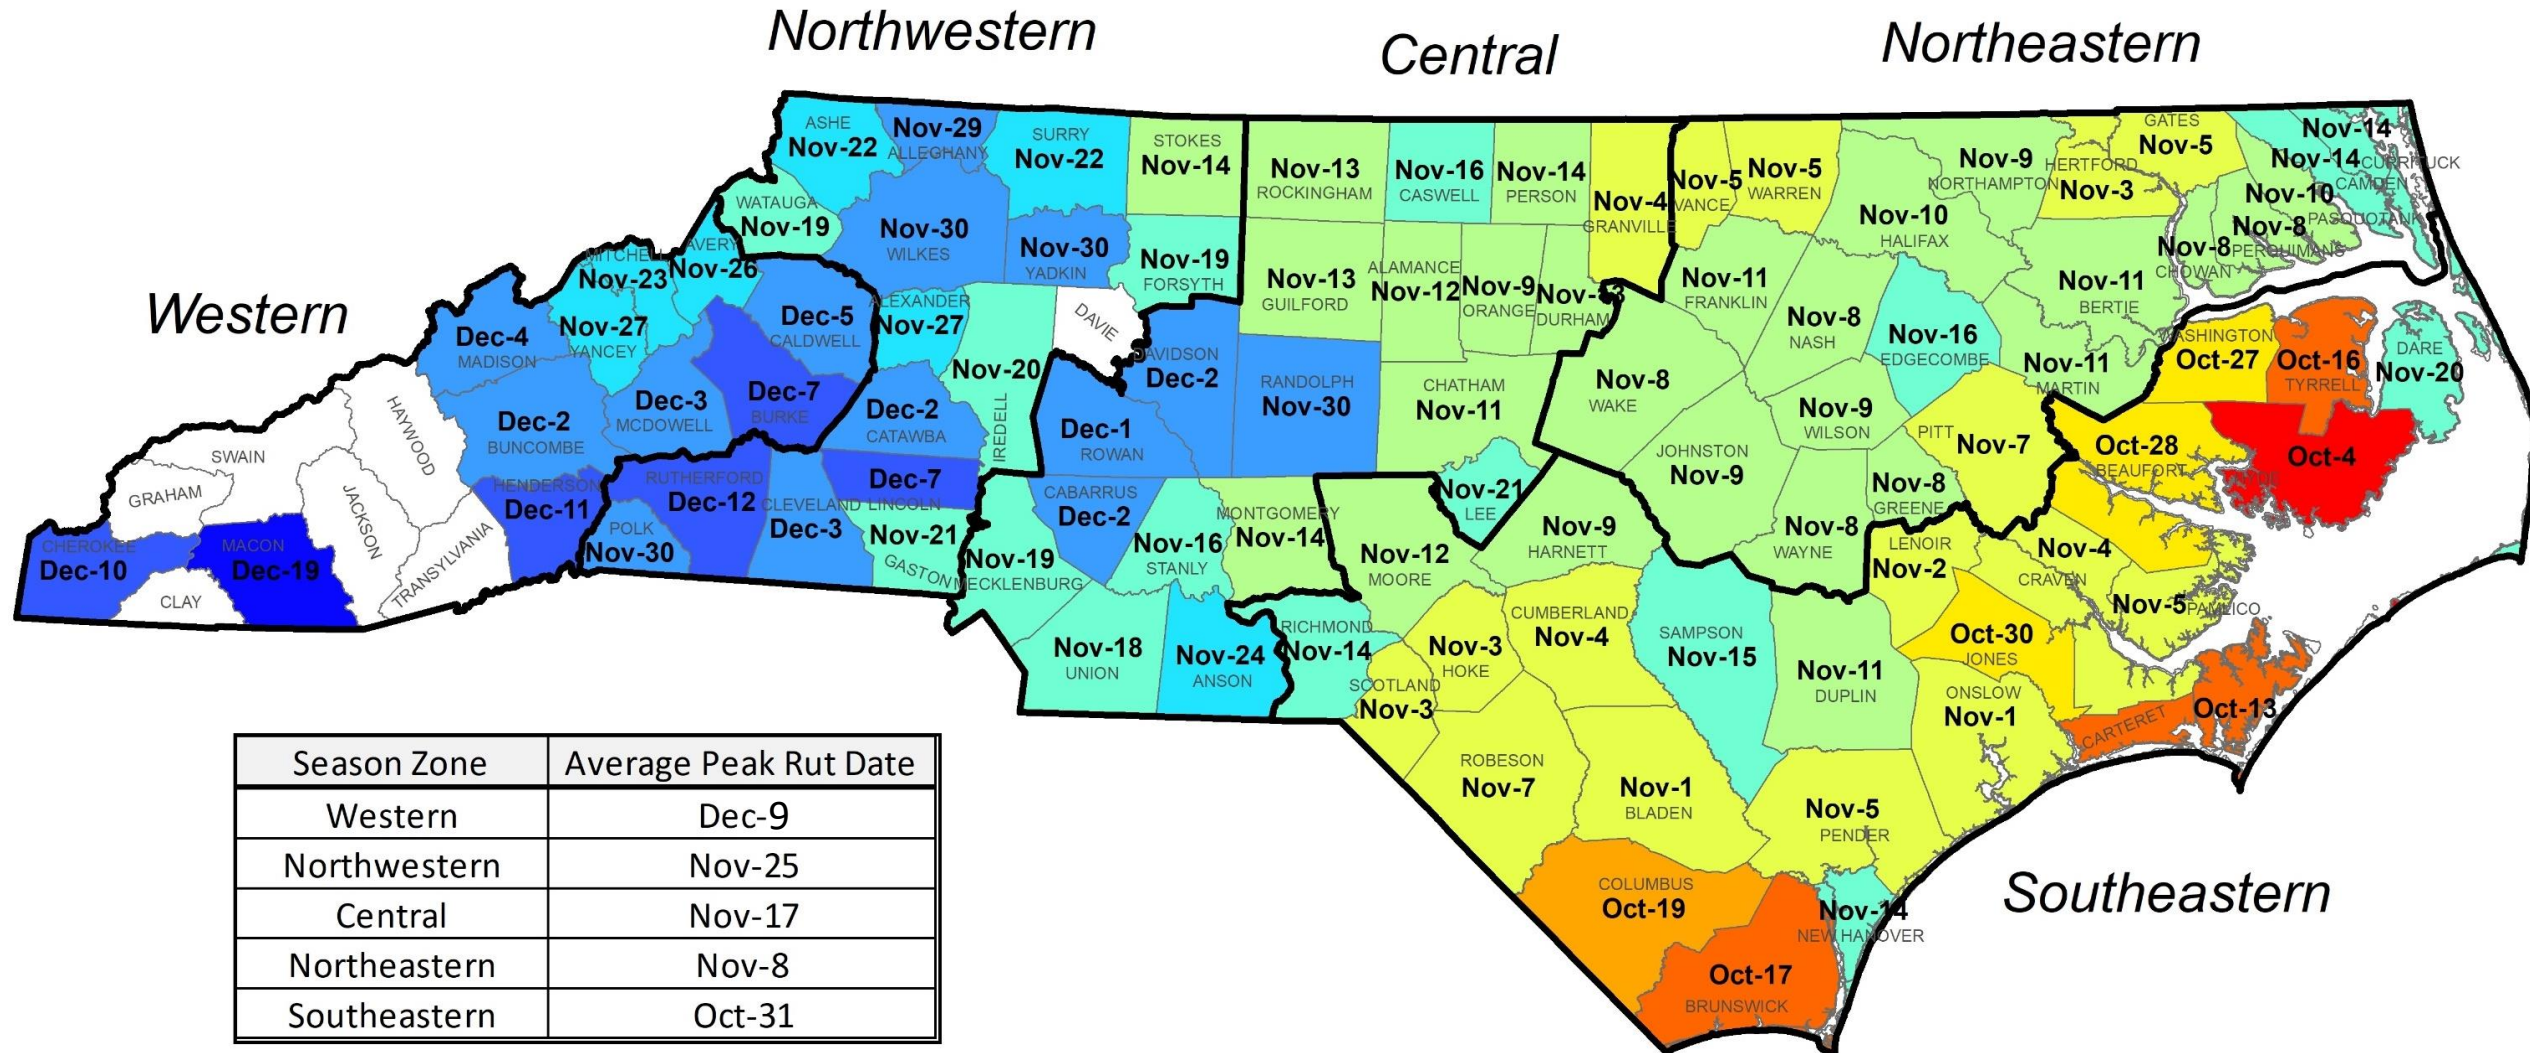 Northwestern
Central
Northeastern
Western
Southeastern
ASHE
Nov-22
Nov-29
ALLEGHANY
SURRY
Nov-22
STOKES
Nov-14
WATAUGA
Nov-19
Nov-30
WILKES
Nov-30
YADKIN
Nov-19
FORSYTH
MITCHELL
Nov-23
AVERY
Nov-26
Nov-27
YANCEY
Dec-4
MADISON
Dec-5
CALDWELL
ALEXANDER
Nov-27
Nov-20
IREDELL
DAVIE
Dec-2
BUNCOMBE
Dec-3
MCDOWELL
Dec-7
BURKE
Dec-2
CATAWBA
HAYWOOD
SWAIN
GRAHAM
JACKSON
TRANSYLVANIA
HENDERSON
Dec-11
CHEROKEE
Dec-10
MACON
Dec-19
CLAY
RUTHERFORD
Dec-12
POLK
Nov-30
CLEVELAND
Dec-3
Dec-7
LINCOLN
Nov-21
GASTON
Nov-13
ROCKINGHAM
Nov-16
CASWELL
Nov-14
PERSON
Nov-4
GRANVILLE
Nov-13
GUILFORD
ALAMANCE
Nov-12
Nov-9
ORANGE
Nov-13
DURHAM
DAVIDSON
Dec-2
RANDOLPH
Nov-30
CHATHAM
Nov-11
Dec-1
ROWAN
Nov-21
LEE
CABARRUS
Dec-2
Nov-16
STANLY
MONTGOMERY
Nov-14
Nov-19
MECKLENBURG
Nov-18
UNION
Nov-24
ANSON
Nov-5
VANCE
Nov-5
WARREN
Nov-9
NORTHAMPTON
HERTFORD
Nov-3
GATES
Nov-5
Nov-14
CURRITUCK
Nov-14
CAMDEN
Nov-10
PASQUOTANK
Nov-8
PERQUIMANS
Nov-8
CHOWAN
Nov-10
HALIFAX
Nov-11
FRANKLIN
Nov-8
NASH
Nov-16
EDGECOMBE
Nov-11
BERTIE
Nov-11
MARTIN
Nov-8
WAKE
Nov-9
WILSON
PITT
Nov-7
JOHNSTON
Nov-9
Nov-8
GREENE
Nov-8
WAYNE
WASHINGTON
Oct-27
Oct-16
TYRRELL
DARE
Nov-20
Oct-28
BEAUFORT
Oct-4
Nov-12
MOORE
Nov-9
HARNETT
LENOIR
Nov-2
Nov-4
CRAVEN
Nov-5
PAMLICO
Oct-30
JONES
RICHMOND
Nov-14
SCOTLAND
Nov-3
Nov-3
HOKE
CUMBERLAND
Nov-4
SAMPSON
Nov-15
Nov-11
DUPLIN
ONSLOW
Nov-1
CARTERET
Oct-13
ROBESON
Nov-7
Nov-1
BLADEN
Nov-5
PENDER
COLUMBUS
Oct-19
Oct-17
BRUNSWICK
Nov-14
NEW HANOVER
Season Zone Average Peak Rut Date
Western Dec-9
Northwestern Nov-25
Central Nov-17
Northeastern Nov-8
Southeastern Oct-31